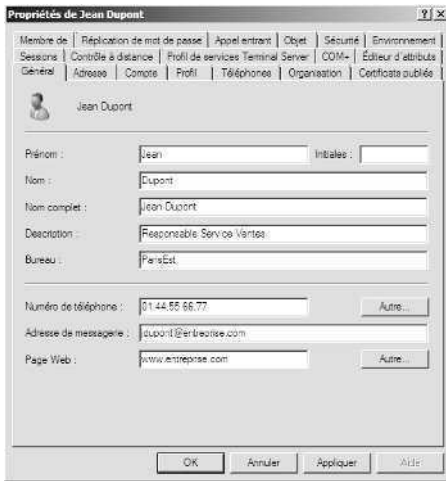 Propriétés de Jean Dupont
Membre de Réplication de mot de passe Appel entrant Objet Sécurité Environnement
Sessions Contrôle à distance Profil de services Terminal Server COM+ Éditeur d'attributs
Général Adresse Compte Profil Téléphones Organisation Certificats publiés
Jean Dupont
Prénom : Jean Initiales :
Nom : Dupont
Nom complet : Jean Dupont
Description : Responsable Service Ventes
Bureau : ParisEst
Numéro de téléphone : 01.44.55.66.77 Autre...
Adresse de messagerie : jdupont@entreprise.com
Page Web : www.entreprise.com Autre...
OK Annuler Appliquer Aide